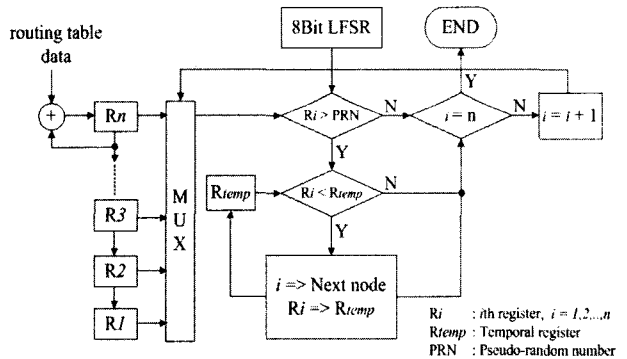 routing table
data
8Bit LFSR
END
+
Rn
Ri > PRN
N
i = n
Y
N
i = i + 1
Y
M
U
X
Rtemp
Ri < Rtemp
N
Y
R3
R2
R1
i => Next node
Ri => Rtemp
Ri : ith register, i = 1,2,..,n
Rtemp : Temporal register
PRN : Pseudo-random number